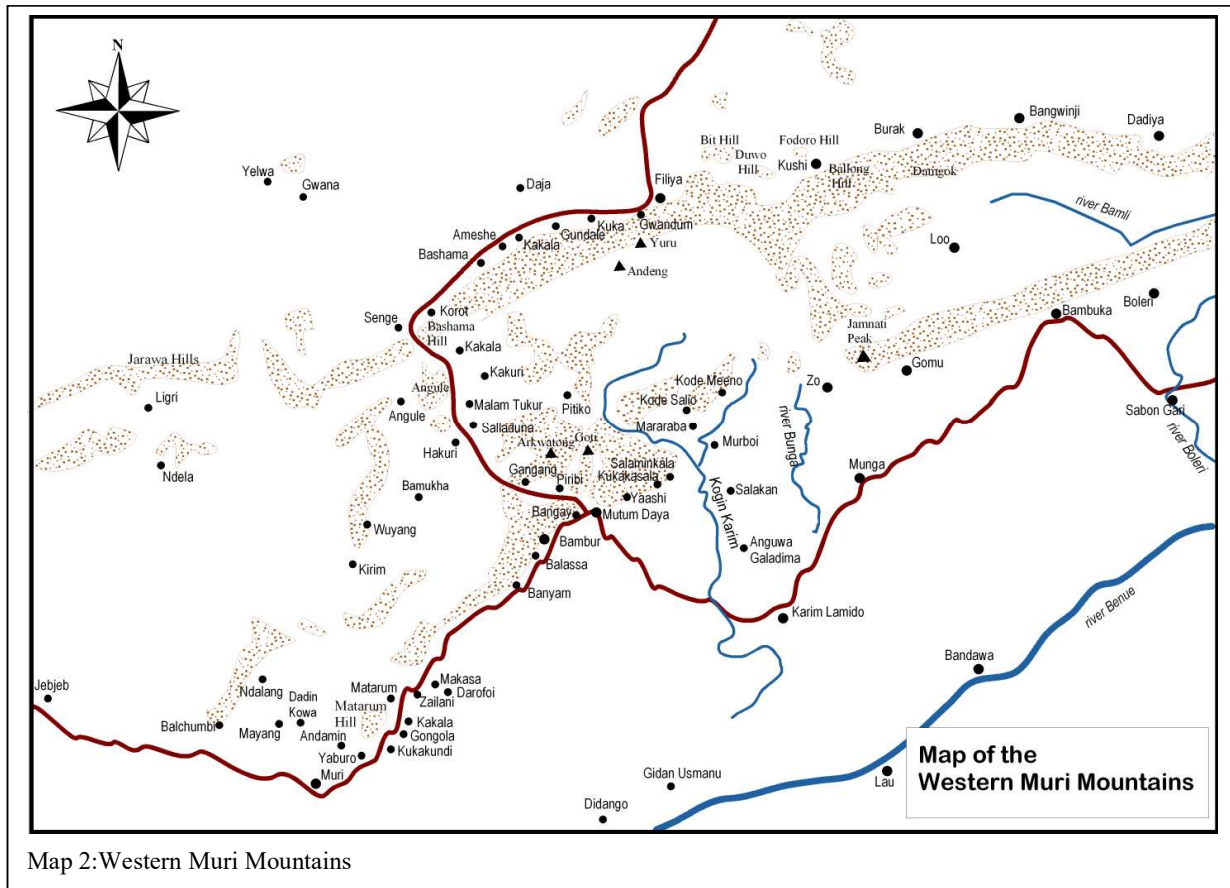 N
Bangwinji
Dadiya
Burak
Bit Hill
Fodoro Hill
Duwo
Hill
Kushi
Ballong
Hill
Daŋgok
Yelwa
Gwana
Daja
Filiya
river Bamli
Kuka
Gwandum
Gundale
Ameshe
Kakala
Yuru
Loo
Bashama
Andeng
Boleri
Korot
Bambuka
Senge
Bashama
Hill
Jamnati
Peak
Kakala
Jarawa Hills
Gomu
Kakuri
Kode Meeno
Zo
Angule
Ligri
Angule
Malam Tukur
Pitiko
Kode Salio
Sabon Gari
Salladuna
Mararaba
river Bunga
Arkwatong
Goti
Murboi
river Boleri
Hakuri
Salaminkala
Ndela
Gangang
Piribi
Kukakasala
Munga
Bamukha
Yaashi
Kogin Karim
Salakan
Bangay
Mutum Daya
Wuyang
Bambur
Anguwa
Galadima
Balassa
Kirim
Banyam
Karim Lamido
river Benue
Bandawa
Ndalang
Makasa
Jebjeb
Matarum
Darofoi
Dadin
Kowa
Zailani
Matarum
Hill
Balchumbi
Mayang
Andamin
Kakala
Gongola
Yaburo
Kukakundi
Muri
Map of the
Western Muri Mountains
Gidan Usmanu
Lau
Didango
Map 2:Western Muri Mountains